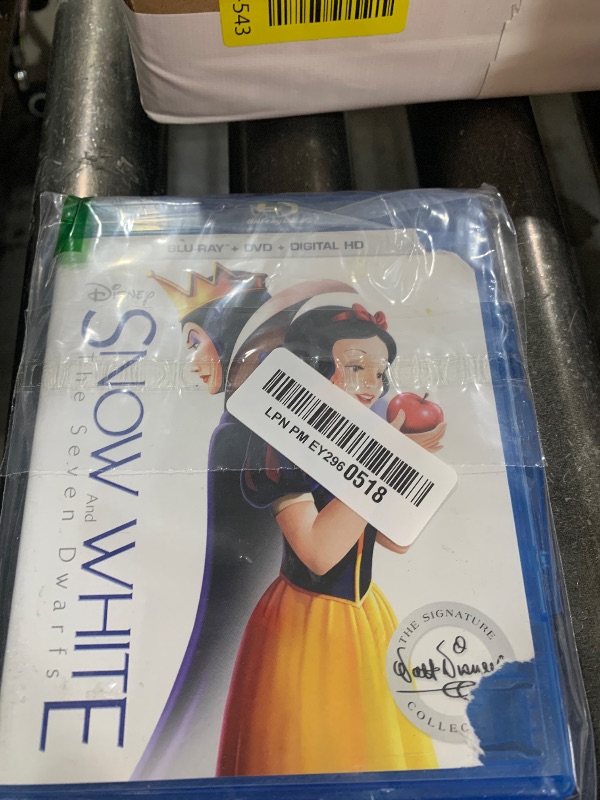 -543
BLU-RAY™ + DVD + DIGITAL HD
Disney
SNOW And WHITE
The Seven Dwarfs
LPN PM EY296 0518
THE SIGNATURE
Walt Disney
COLLEC